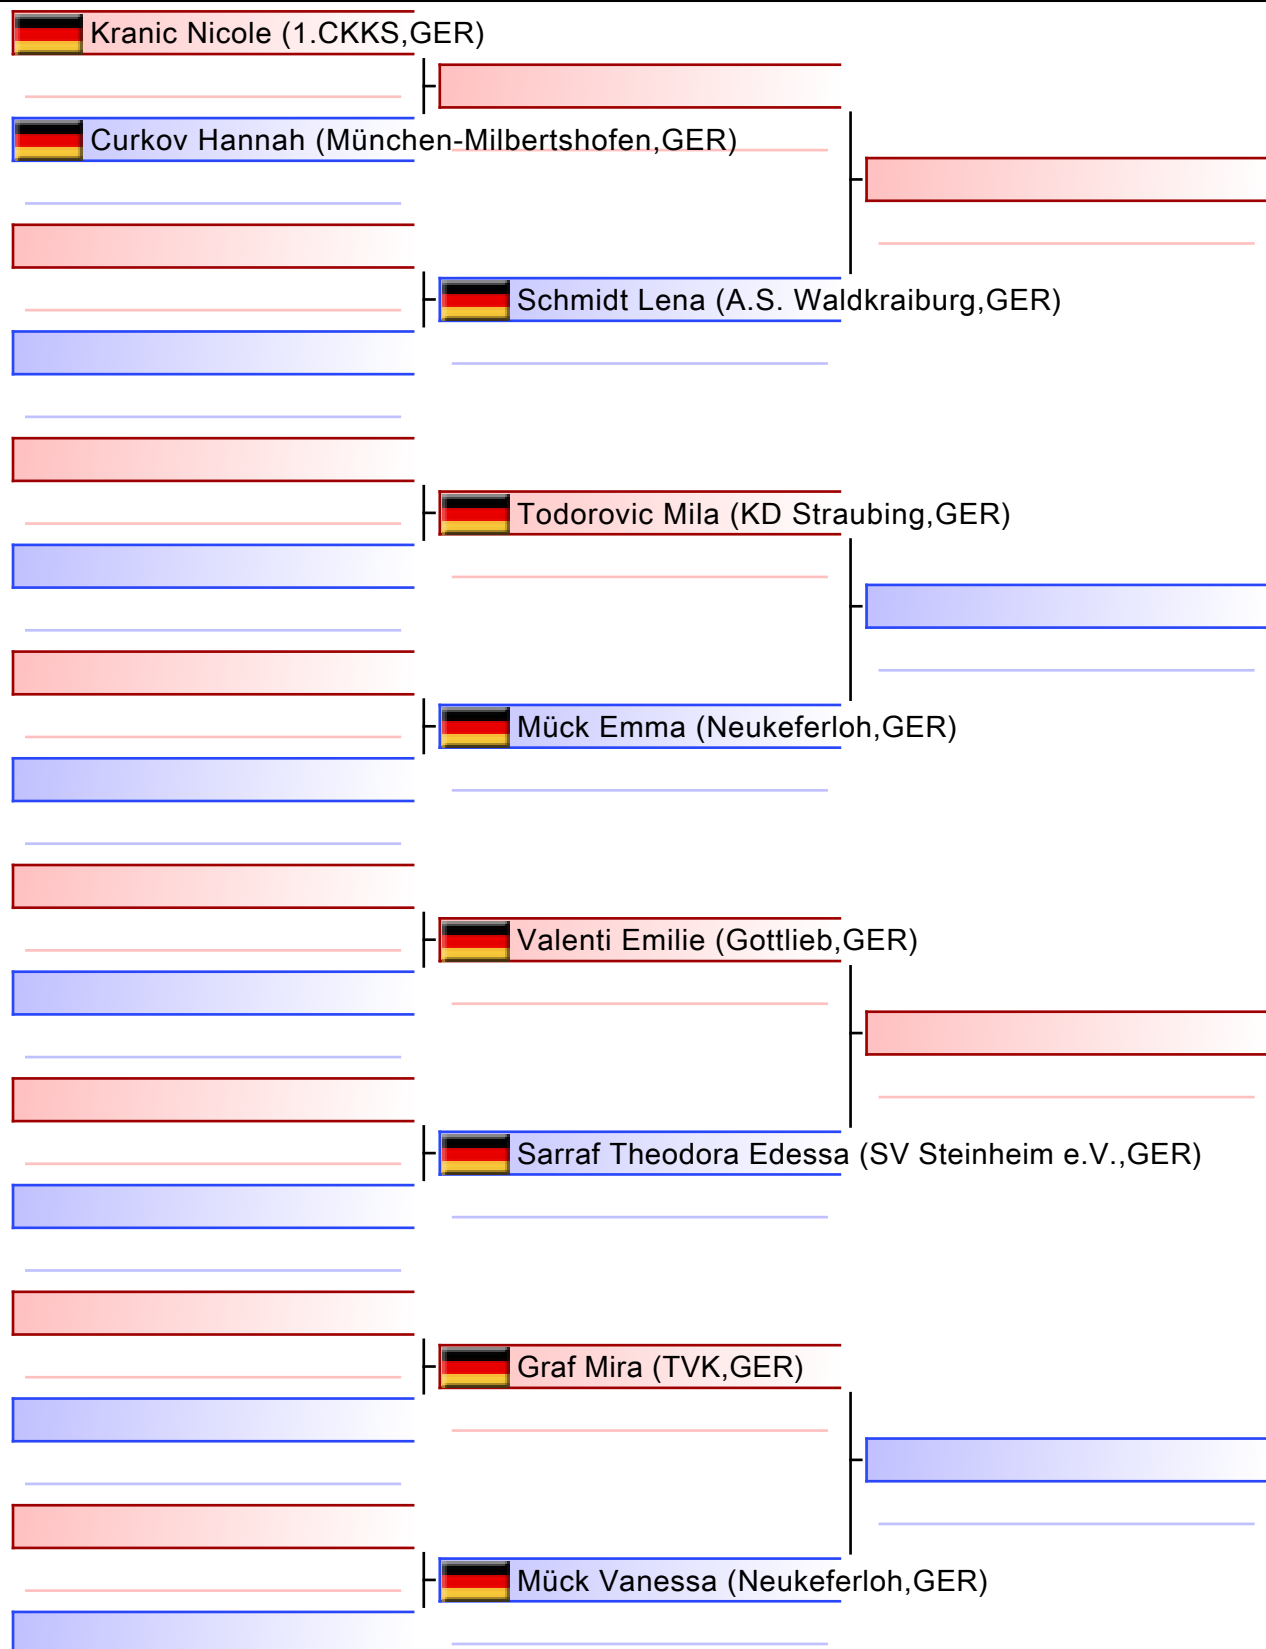 Kranic Nicole (1.CKKS,GER)
Curkov Hannah (München-Milbertshofen,GER)
Schmidt Lena (A.S. Waldkraiburg,GER)
Todorovic Mila (KD Straubing,GER)
Mück Emma (Neukeferloh,GER)
Valenti Emilie (Gottlieb,GER)
Sarraf Theodora Edessa (SV Steinheim e.V.,GER)
Graf Mira (TVK,GER)
Mück Vanessa (Neukeferloh,GER)